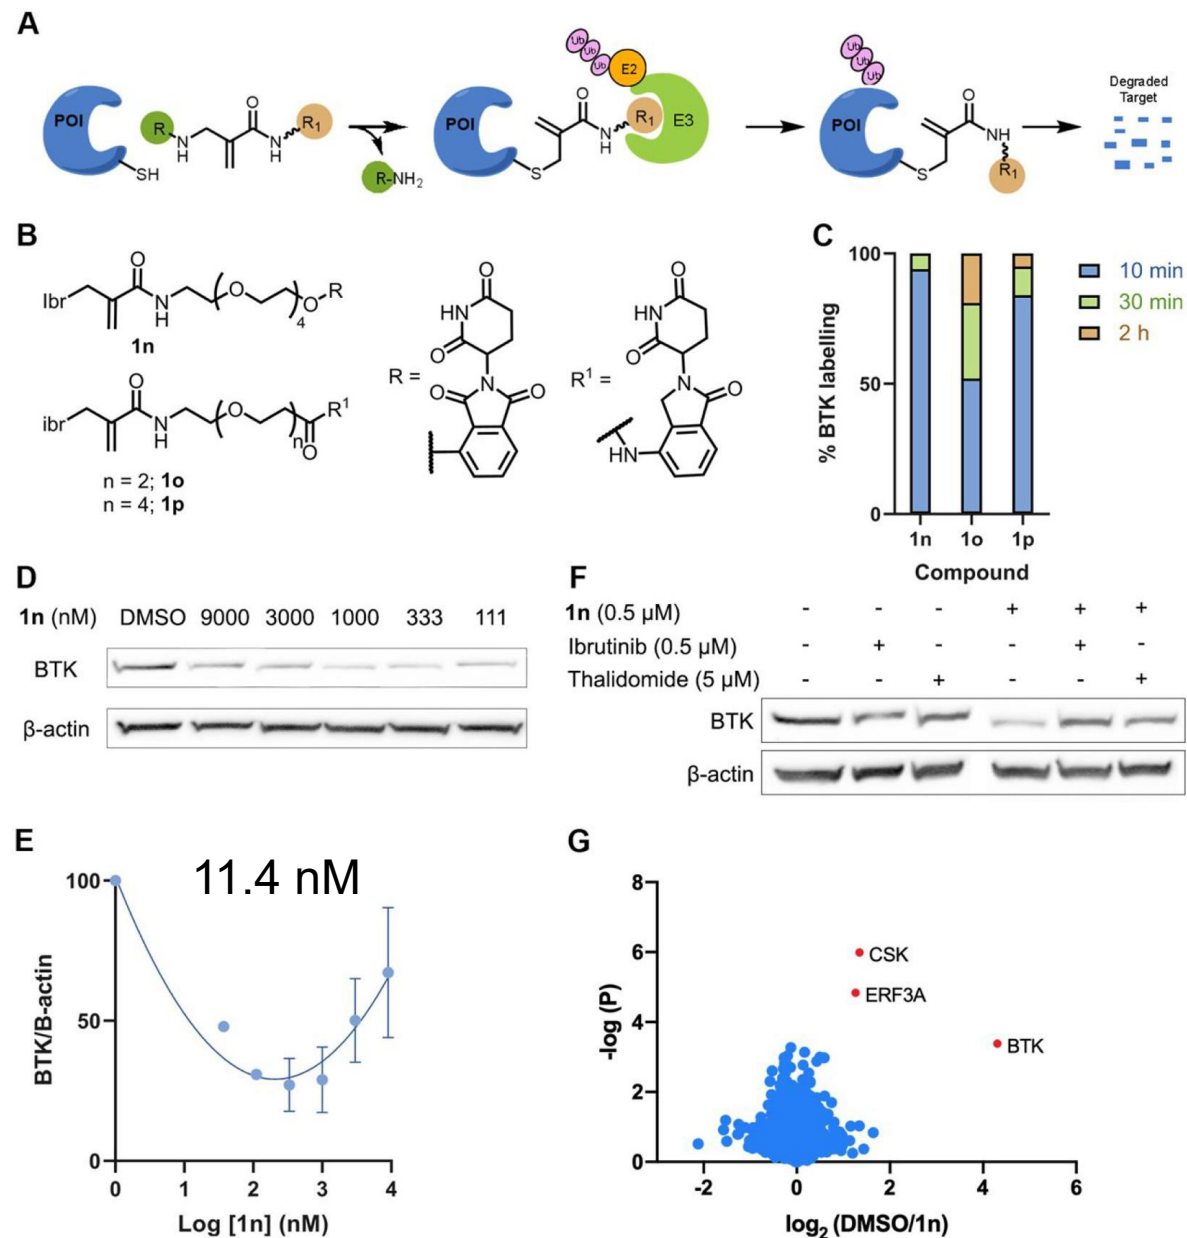 A
POI
SH
R
N
H
O
N
H
R₁
R-NH₂
POI
S
O
N
H
R₁
E3
E2
Ub
Ub
Ub
POI
Ub
Ub
Ub
S
O
NH
R₁
Degraded
Target
B
Ibr
O
N
H
O
4
O
R
1n
ibr
O
N
H
O
n
O
R¹
n = 2; 1o
n = 4; 1p
R =
O
HN
O
N
O
O
R¹ =
O
HN
O
N
O
HN
C
% BTK labelling
100
50
0
1n 1o 1p
Compound
10 min
30 min
2 h
D
1n (nM) DMSO 9000 3000 1000 333 111
BTK
β-actin
F
1n (0.5 μM) - - - + + +
Ibrutinib (0.5 μM) - + - - + -
Thalidomide (5 μM) - - + - - +
BTK
β-actin
E
11.4 nM
BTK/B-actin
100
50
0
0 1 2 3 4
Log [1n] (nM)
G
-log (P)
8
6
4
2
0
CSK
ERF3A
BTK
-2 0 2 4 6
log₂ (DMSO/1n)